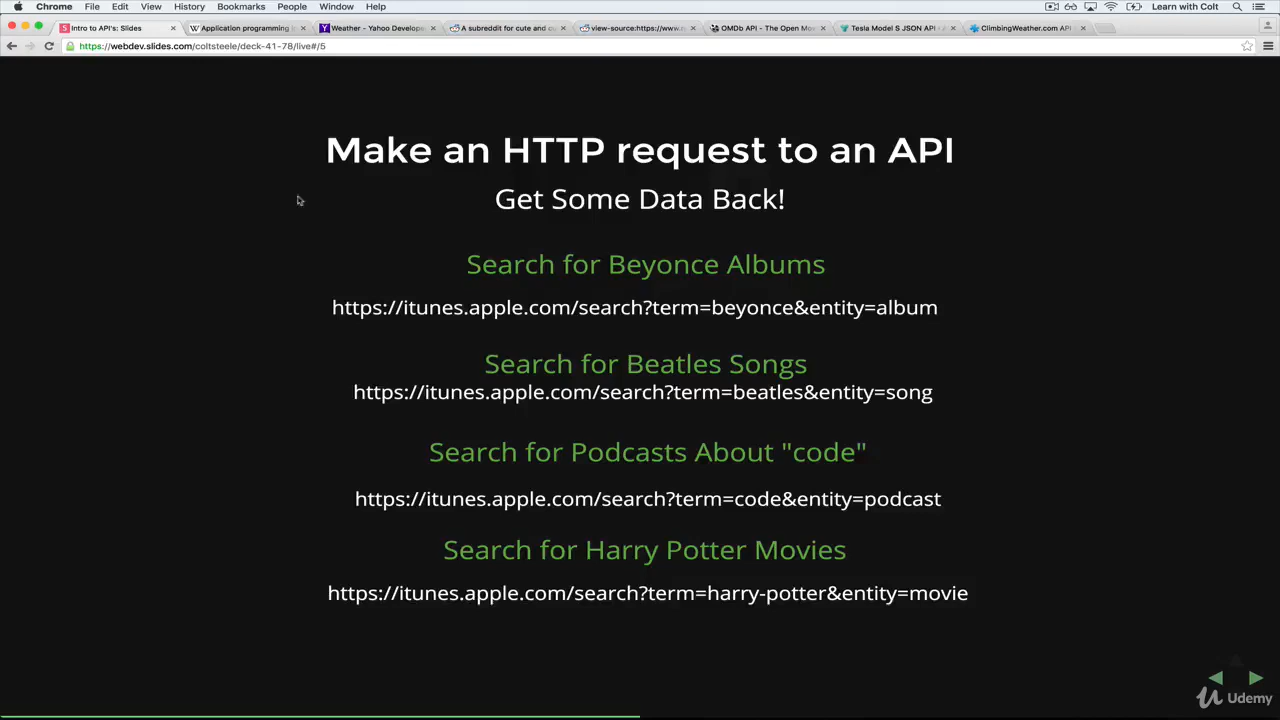 Chrome File Edit View History Bookmarks People Window Help Learn with Colt
Intro to API's: Slides Application programming i Weather - Yahoo Develope A subreddit for cute and cu view-source:https://www.r OMDb API - The Open Mo Tesla Model S JSON API ClimbingWeather.com API
https://webdev.slides.com/coltsteele/deck-41-78/live#/5
Make an HTTP request to an API
Get Some Data Back!
Search for Beyonce Albums
https://itunes.apple.com/search?term=beyonce&entity=album
Search for Beatles Songs
https://itunes.apple.com/search?term=beatles&entity=song
Search for Podcasts About "code"
https://itunes.apple.com/search?term=code&entity=podcast
Search for Harry Potter Movies
https://itunes.apple.com/search?term=harry-potter&entity=movie
Udemy